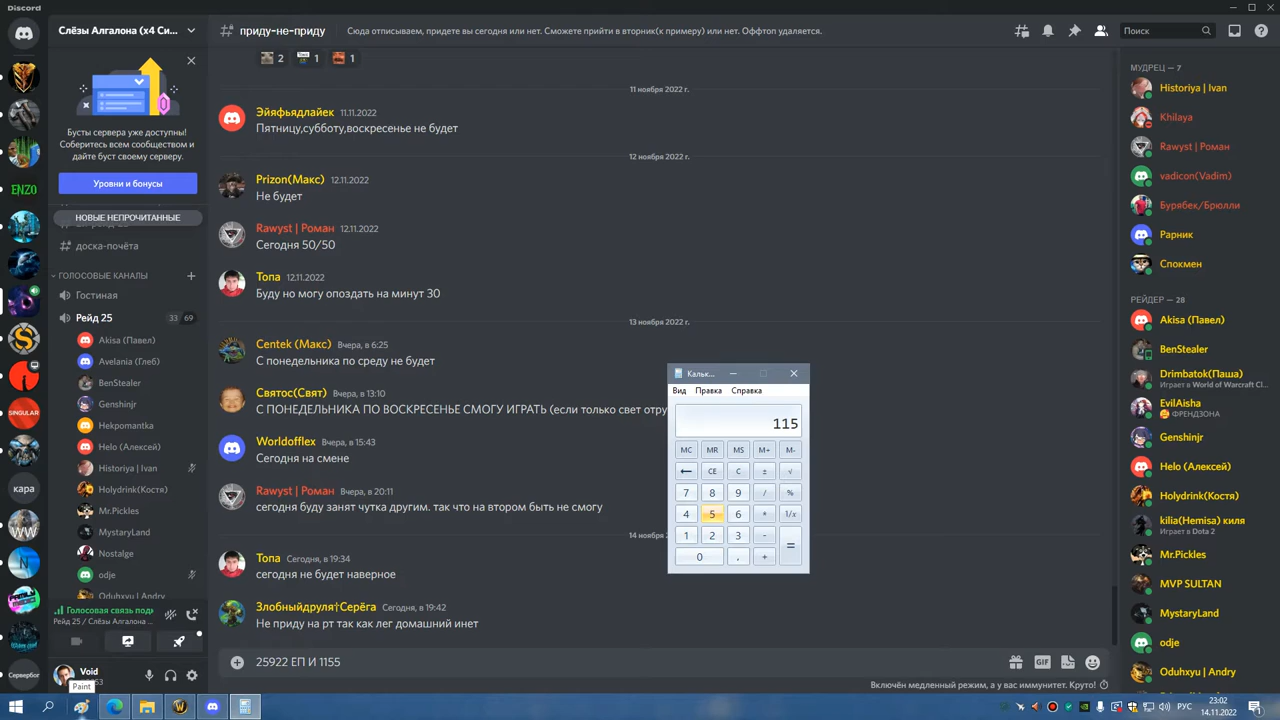 Discord
Слёзы Алгалона (x4 Си...
приду-не-приду
Сюда отписываем, придете вы сегодня или нет. Сможете прийти в вторник(к примеру) или нет. Оффтоп удаляется.
Поиск
2
1
1
Бусты сервера уже доступны!
Соберитесь всем сообществом и
дайте буст своему серверу.
Уровни и бонусы
НОВЫЕ НЕПРОЧИТАННЫЕ
доска-почёта
ГОЛОСОВЫЕ КАНАЛЫ
Гостиная
Рейд 25
33 69
Akisa (Павел)
Avelania (Глеб)
BenStealer
Genshinjr
Hekpomantka
Helo (Алексей)
Historiya | Ivan
Holydrink(Костя)
Mr.Pickles
MystaryLand
Nostalge
odje
Oduhxyu | Andry
ENZO
SINGULAR
кара
Сервербог
Голосовая связь подк
Рейд 25 / Слёзы Алгалона ...
Void
Paint
11 ноября 2022 г.
Эйяфьядлайек 11.11.2022
Пятницу,субботу,воскресенье не будет
12 ноября 2022 г.
Prizon(Макс) 12.11.2022
Не будет
Rawyst | Роман 12.11.2022
Сегодня 50/50
Топа 12.11.2022
Буду но могу опоздать на минут 30
13 ноября 2022 г.
Centek (Макс) Вчера, в 6:25
С понедельника по среду не будет
Святос(Свят) Вчера, в 13:10
С ПОНЕДЕЛЬНИКА ПО ВОСКРЕСЕНЬЕ СМОГУ ИГРАТЬ (если только свет отру
Worldofflex Вчера, в 15:43
Сегодня на смене
Rawyst | Роман Вчера, в 20:11
сегодня буду занят чутка другим. так что на втором быть не смогу
14 ноября
Топа Сегодня, в 19:34
сегодня не будет наверное
Злобныйдруля†Серёга Сегодня, в 19:42
Не приду на рт так как лег домашний инет
25922 ЕП И 1155
GIF
Включён медленный режим, а у вас иммунитет. Круто!
Кальк...
Вид Правка Справка
115
MC MR MS M+ M-
← CE C ± √
7 8 9 / %
4 5 6 * 1/x
1 2 3 - =
0 , +
МУДРЕЦ — 7
Historiya | Ivan
Khilaya
Rawyst | Роман
vadicon(Vadim)
Бурябек/Брюлли
Рарник
Спокмен
РЕЙДЕР — 28
Akisa (Павел)
BenStealer
Drimbatok(Паша)
Играет в World of Warcraft Cl...
EvilAisha
ФРЕНДЗОНА
Genshinjr
Helo (Алексей)
Holydrink(Костя)
kilia(Hemisa) киля
Играет в Dota 2
Mr.Pickles
MVP SULTAN
MystaryLand
odje
Oduhxyu | Andry
РУС
23:02
14.11.2022